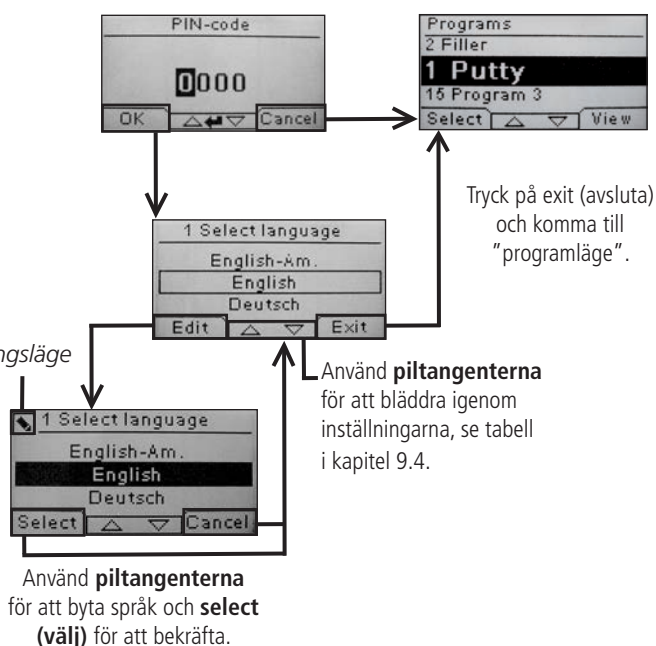 PIN-code
0000
OK
Cancel
Programs
2 Filler
1 Putty
15 Program 3
Select
View
Tryck på exit (avsluta)
och komma till
”programläge”.
1 Select language
English-Am.
English
Deutsch
Edit
Exit
Använd piltangenterna
för att bläddra igenom
inställningarna, se tabell
i kapitel 9.4.
ngsläge
1 Select language
English-Am.
English
Deutsch
Select
Cancel
Använd piltangenterna
för att byta språk och select
(välj) för att bekräfta.